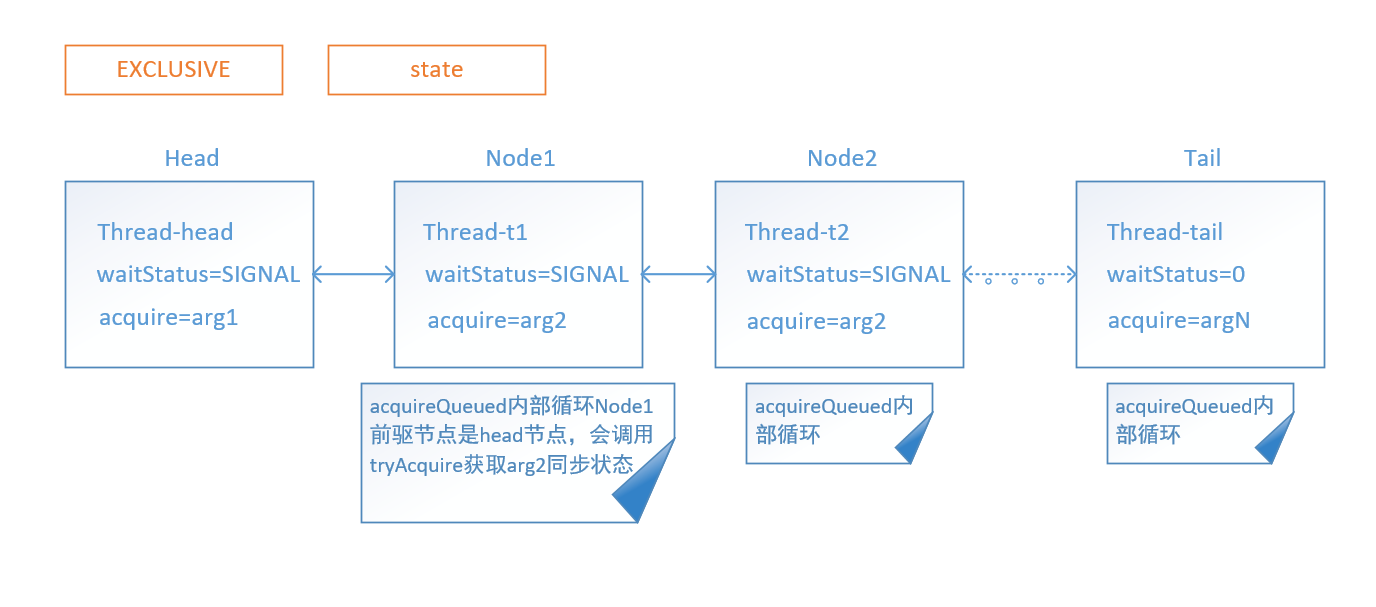 EXCLUSIVE
state
Head
Node1
Node2
Tail
Thread-head
waitStatus=SIGNAL
acquire=arg1
Thread-t1
waitStatus=SIGNAL
acquire=arg2
Thread-t2
waitStatus=SIGNAL
acquire=arg2
Thread-tail
waitStatus=0
acquire=argN
acquireQueued内部循环Node1
前驱节点是head节点，会调用
tryAcquire获取arg2同步状态
acquireQueued内
部循环
acquireQueued内
部循环